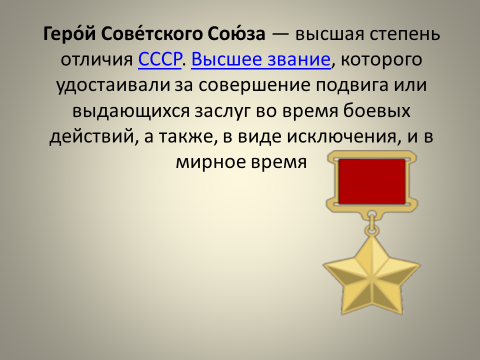 Геро́й Сове́тского Сою́за — высшая степень
отличия СССР. Высшее звание, которого
удостаивали за совершение подвига или
выдающихся заслуг во время боевых
действий, а также, в виде исключения, и в
мирное время